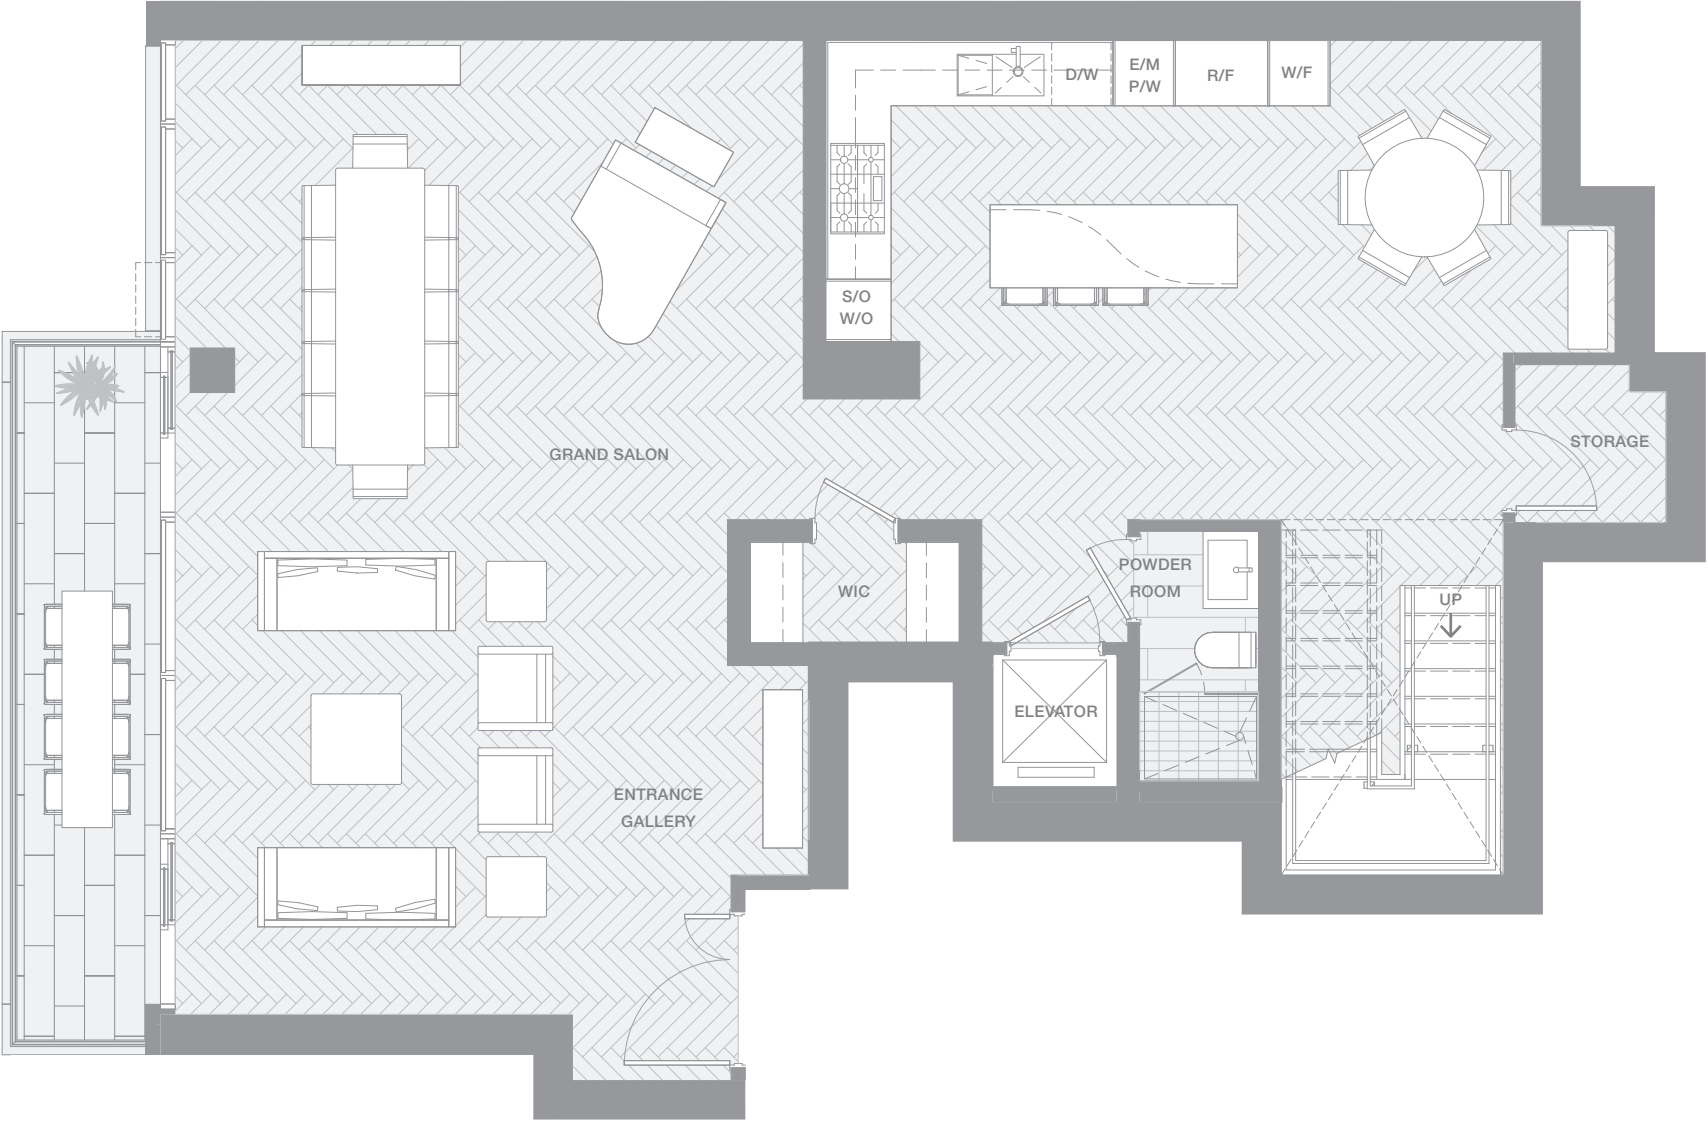 D/W
E/M
P/W
R/F
W/F
S/O
W/O
GRAND SALON
STORAGE
WIC
POWDER
ROOM
UP
ELEVATOR
ENTRANCE
GALLERY